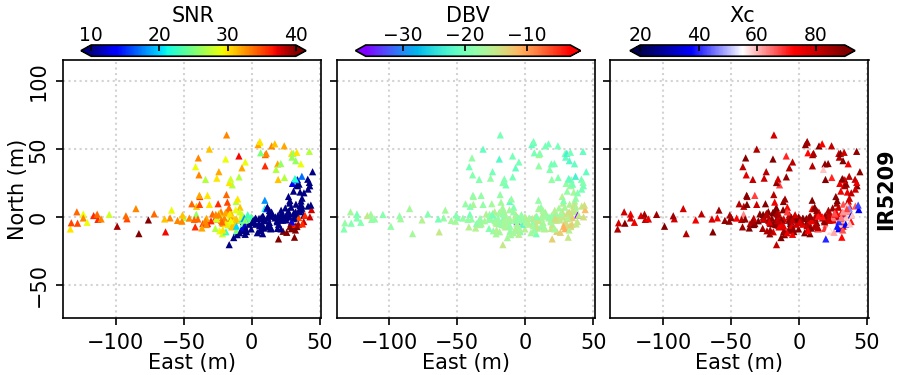 SNR DBV Xc
10 20 30 40 −30 −20 −10 20 40 60 80
100
50
0
−50
North (m)
−100 −50 0 50 −100 −50 0 50 −100 −50 0 50
East (m) East (m) East (m)
IR5209